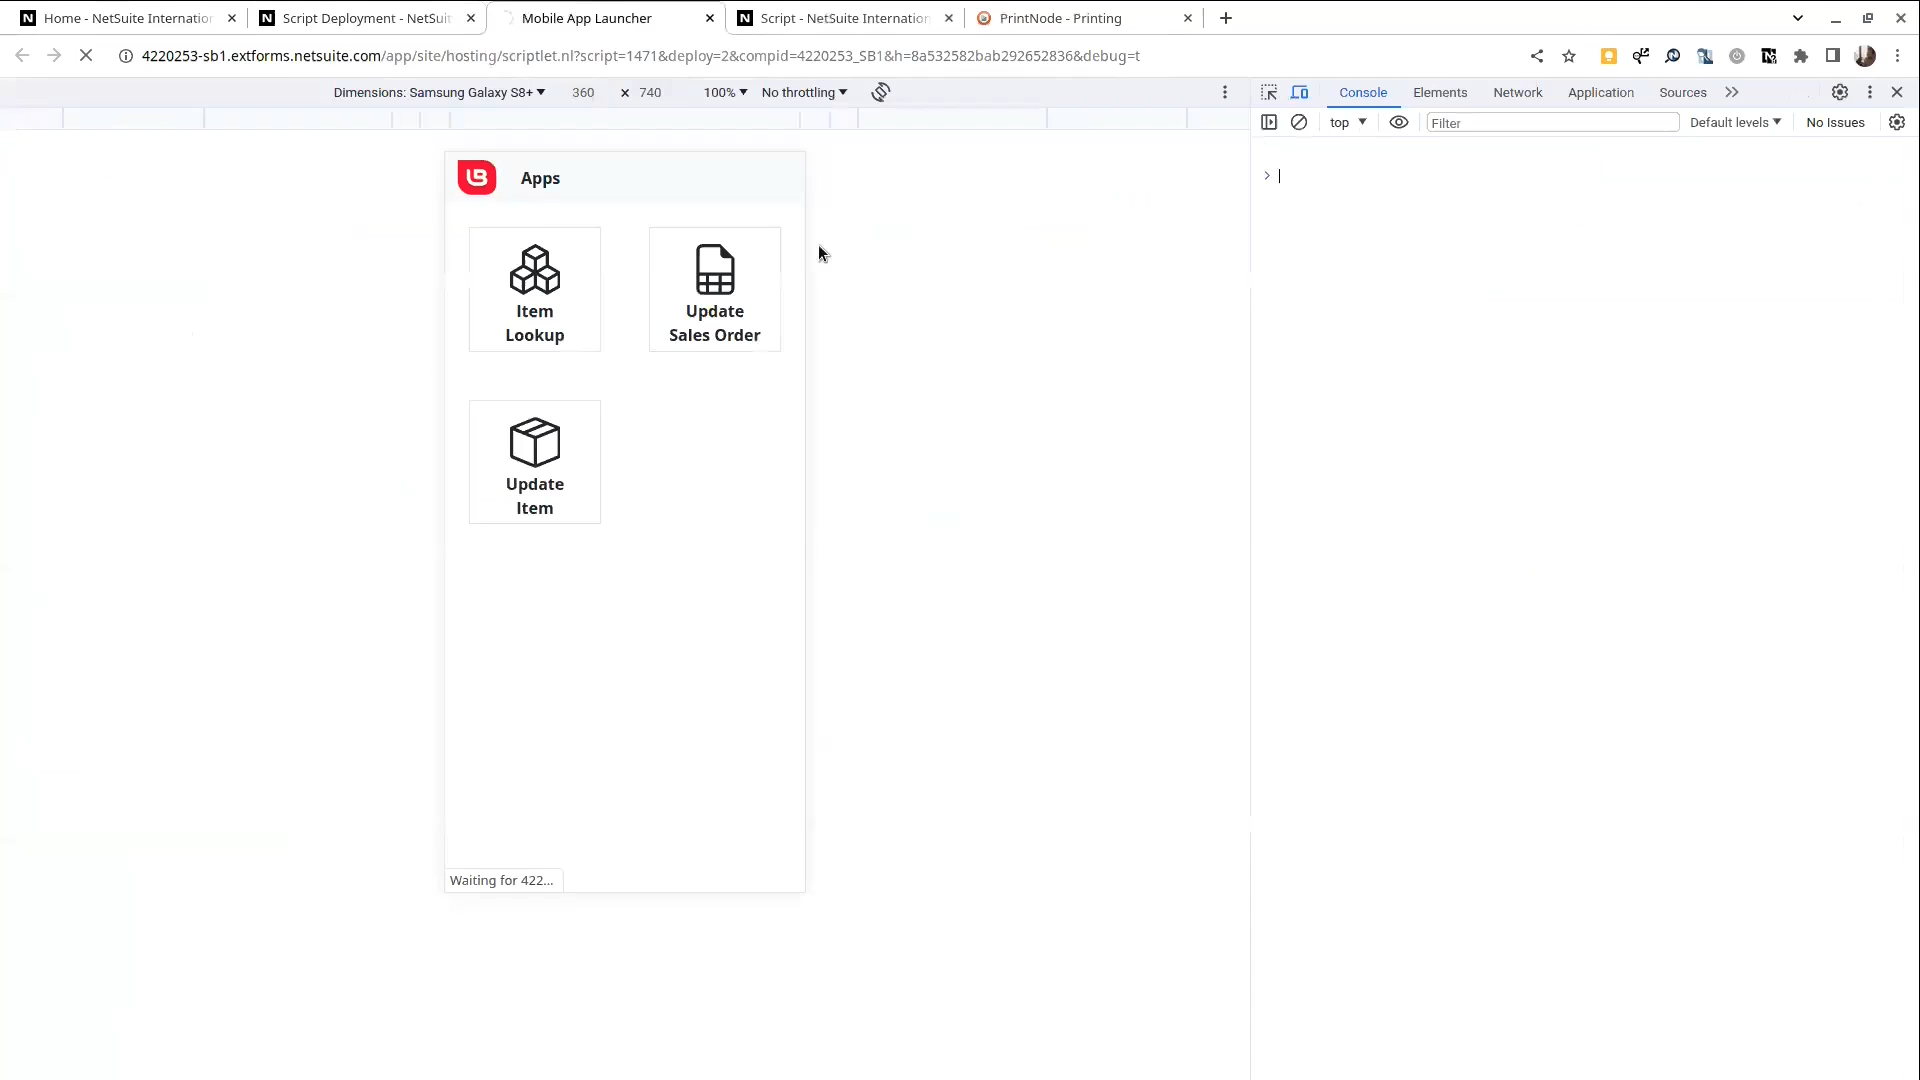 Home - NetSuite Internatio
Script Deployment - NetSuit
Mobile App Launcher
Script - NetSuite Internation
PrintNode - Printing
4220253-sb1.extforms.netsuite.com/app/site/hosting/scriptlet.nl?script=1471&deploy=2&compid=4220253_SB1&h=8a532582bab292652836&debug=t
Dimensions: Samsung Galaxy S8+
360
×
740
100%
No throttling
Console
Elements
Network
Application
Sources
top
Filter
Default levels
No Issues
Apps
Item
Lookup
Update
Sales Order
Update
Item
Waiting for 422...